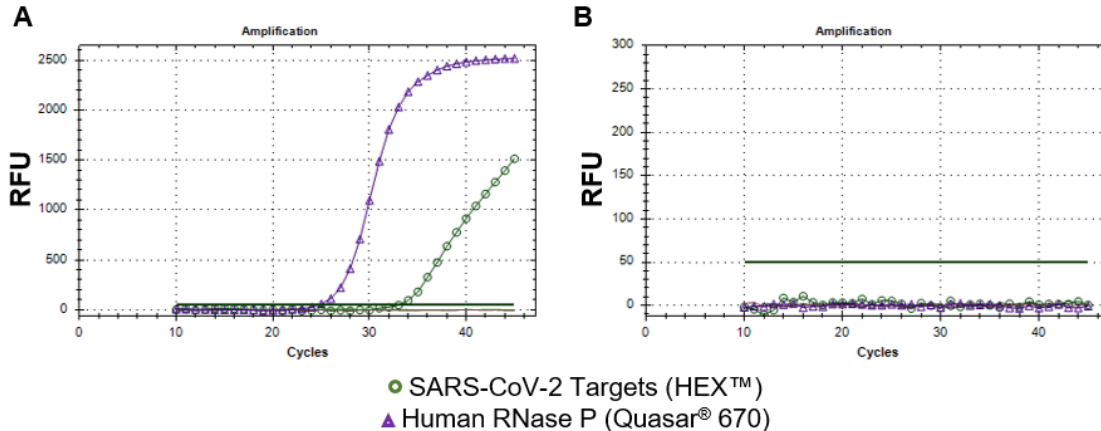 A
Amplification
2500
2000
1500
1000
500
0
RFU
0
10
20
30
40
Cycles
B
Amplification
300
250
200
150
100
50
0
RFU
0
10
20
30
40
Cycles
SARS-CoV-2 Targets (HEX™)
Human RNase P (Quasar® 670)